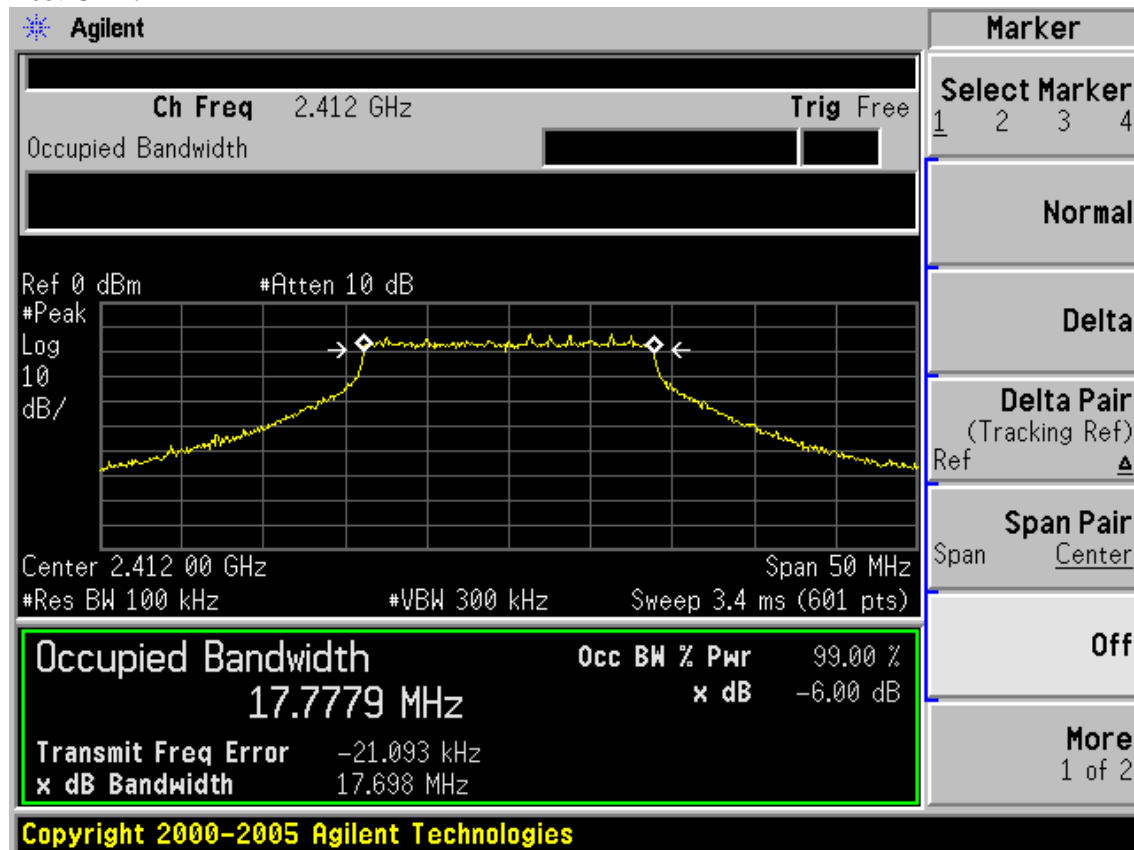 Agilent
Marker
Ch Freq 2.412 GHz Trig Free
Occupied Bandwidth
Select Marker
1 2 3 4
Normal
Delta
Delta Pair
(Tracking Ref)
Ref Δ
Span Pair
Span Center
Off
More
1 of 2
Ref 0 dBm #Atten 10 dB
#Peak
Log
10
dB/
Center 2.412 00 GHz Span 50 MHz
#Res BW 100 kHz #VBW 300 kHz Sweep 3.4 ms (601 pts)
Occupied Bandwidth Occ BW % Pwr 99.00 %
17.7779 MHz x dB -6.00 dB
Transmit Freq Error -21.093 kHz
x dB Bandwidth 17.698 MHz
Copyright 2000-2005 Agilent Technologies